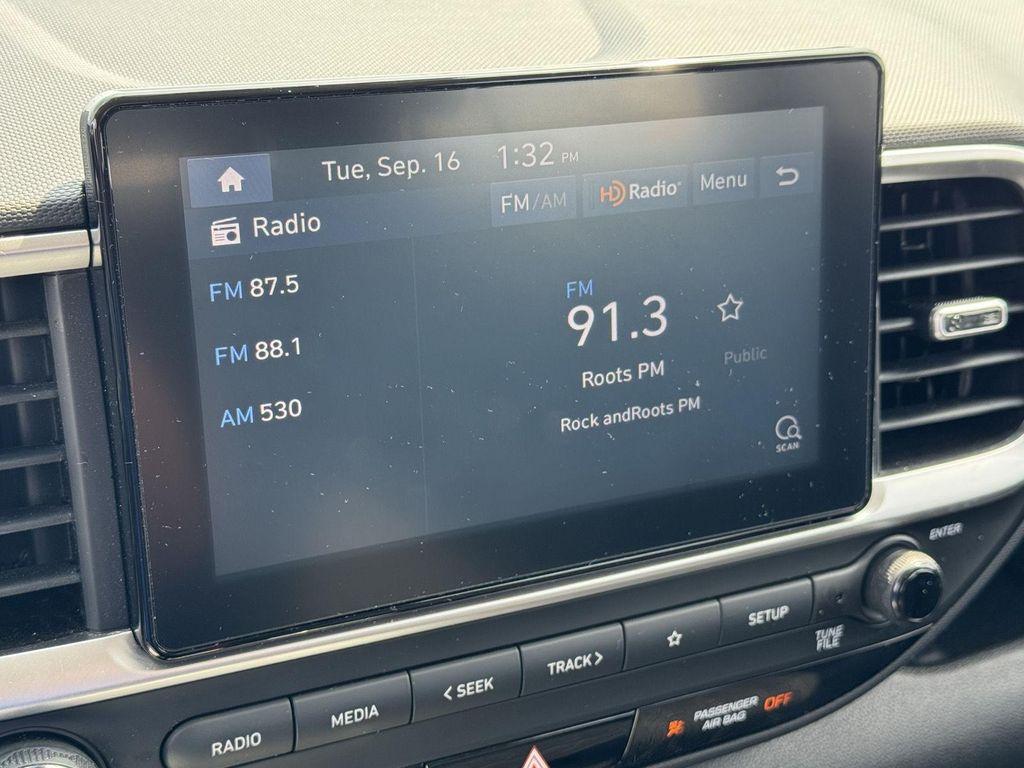 Tue, Sep. 16 1:32 PM
Radio FM/AM HD Radio® Menu
FM 87.5
FM 88.1
AM 530
FM
91.3
Roots PM
Public
Rock andRoots PM
SCAN
ENTER
RADIO MEDIA < SEEK TRACK > SETUP
TUNE
FILE
PASSENGER
AIR BAG OFF